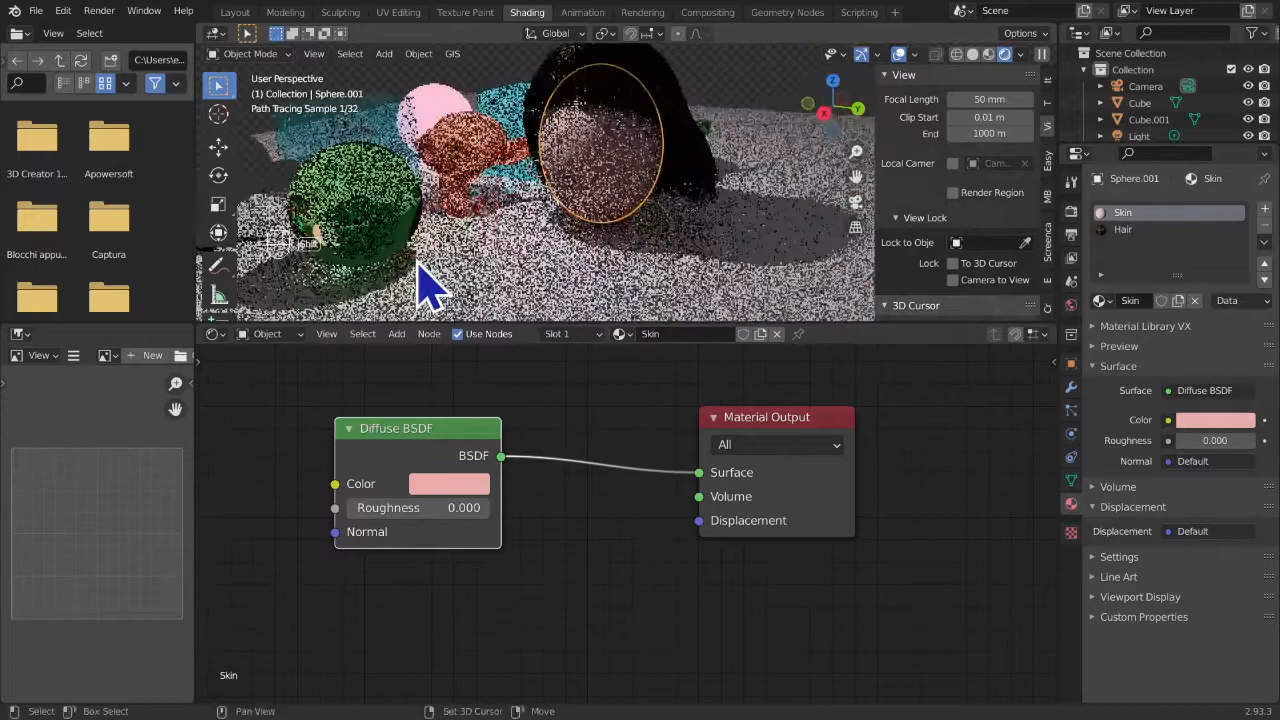 File Edit Render Window Help Layout Modeling Sculpting UV Editing Texture Paint Shading Animation Rendering Compositing Geometry Nodes Scripting + Scene View Layer
View Select Global Options
C:\e... Object Mode View Select Add Object GIS View Scene Collection
User Perspective
(1) Collection | Sphere.001
Path Tracing Sample 1/32
Collection
Focal Length 50 mm Camera
Clip Start 0.01 m Cube
End 1000 m Cube.001
Light
3D Creator 1... Apowersoft
Local Camer Cam...
Sphere.001 Skin
Render Region
Skin
View Lock
Hair
Lock to Obje
Blocchi appu... Captura
Lock To 3D Cursor
Camera to View
3D Cursor
Skin Data
Material Library VX
Object View Select Add Node Use Nodes Slot 1 Skin
Preview
View New
Surface
Surface Diffuse BSDF
Color
Roughness 0.000
Normal Default
Diffuse BSDF
BSDF
Color
Roughness 0.000
Normal
Material Output
All
Surface
Volume
Displacement
Volume
Displacement
Displacement Default
Settings
Line Art
Viewport Display
Custom Properties
Skin
Select Box Select Pan View Set 3D Cursor Move 2.93.3